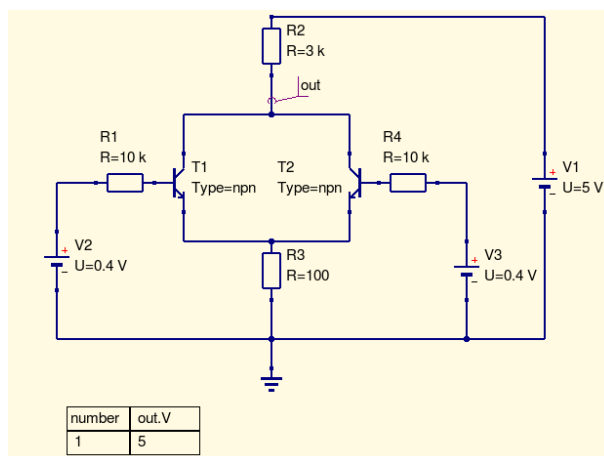 R2
R=3 k
out
R1
R=10 k
T1
Type=npn
T2
Type=npn
R4
R=10 k
+
V1
U=5 V
-
+
V2
U=0.4 V
-
R3
R=100
+
V3
U=0.4 V
-
number out.V
1 5